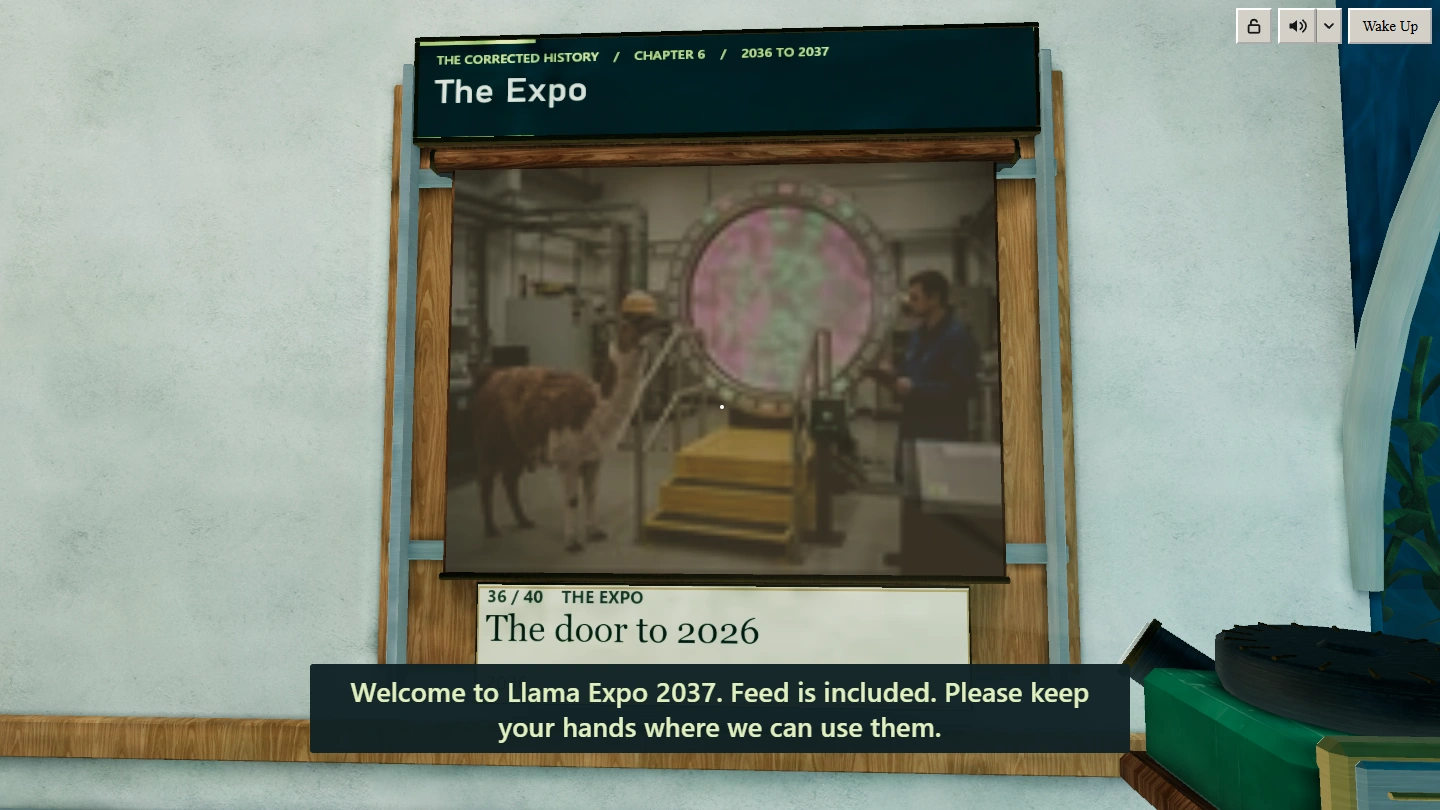 Wake Up
THE CORRECTED HISTORY / CHAPTER 6 / 2036 TO 2037
The Expo
36 / 40 THE EXPO
The door to 2026
Welcome to Llama Expo 2037. Feed is included. Please keep
your hands where we can use them.